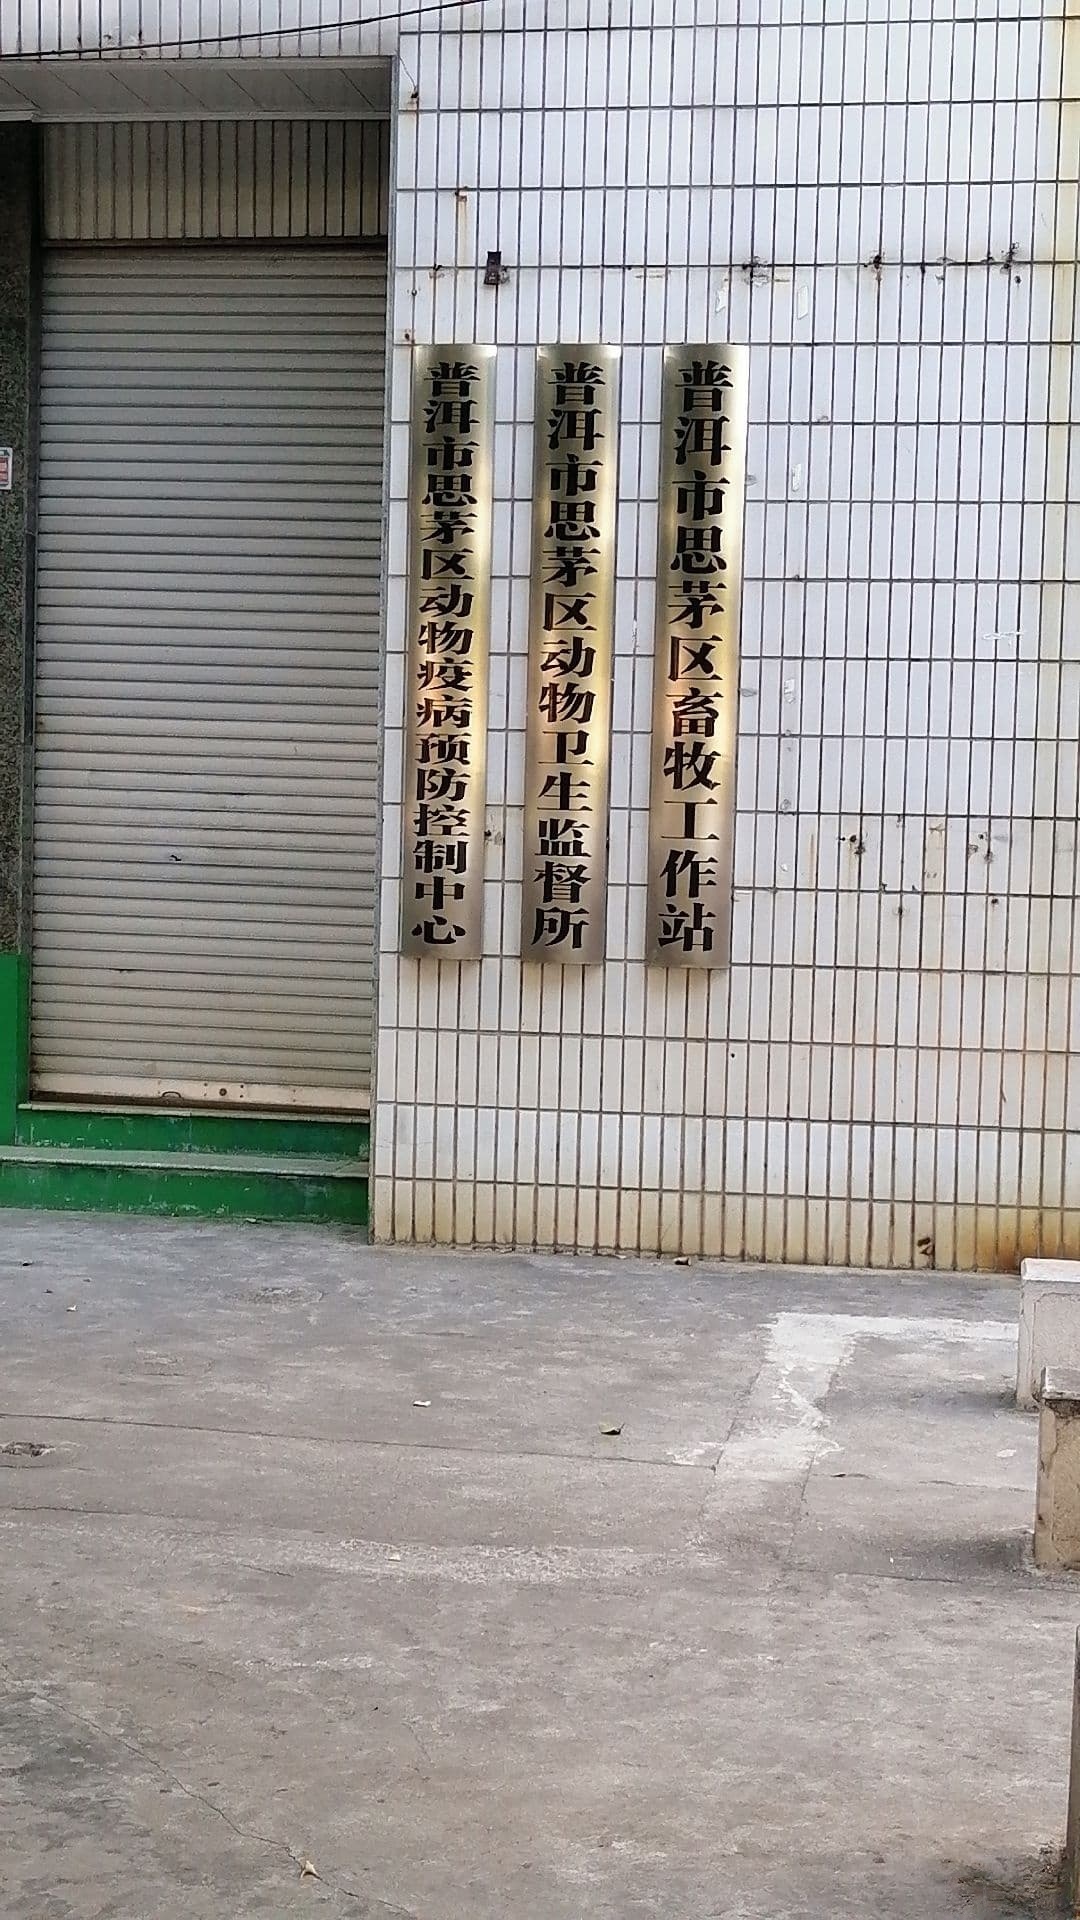 普洱市思茅区动物疫病预防控制中心
普洱市思茅区动物卫生监督所
普洱市思茅区畜牧工作站